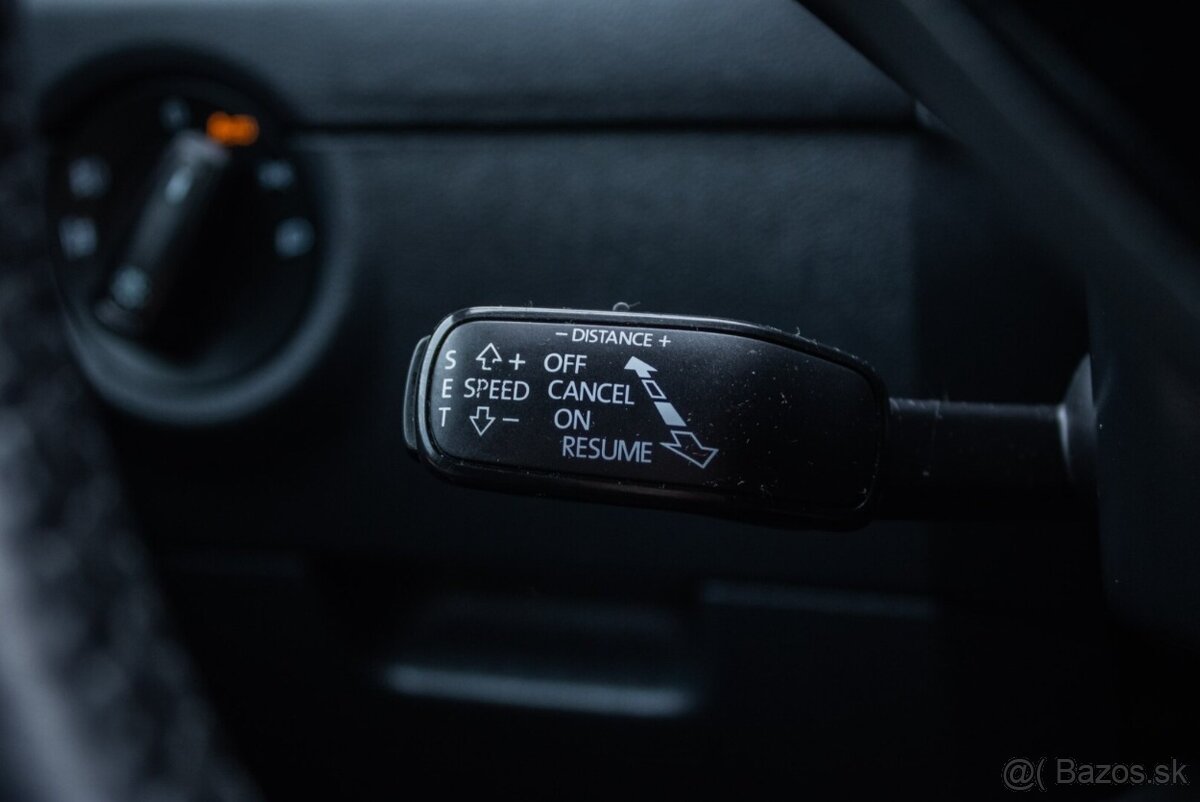 − DISTANCE +
S + OFF
E SPEED CANCEL
T − ON
RESUME
@( Bazos.sk